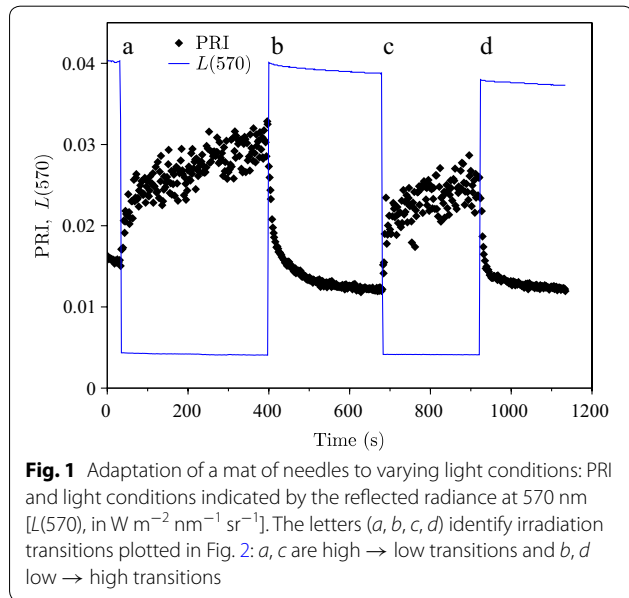 a b c d
PRI
L(570)
0.04
0.03
0.02
0.01
0
PRI, L(570)
0 200 400 600 800 1000 1200
Time (s)
Fig. 1 Adaptation of a mat of needles to varying light conditions: PRI
and light conditions indicated by the reflected radiance at 570 nm
[L(570), in W m⁻² nm⁻¹ sr⁻¹]. The letters (a, b, c, d) identify irradiation
transitions plotted in Fig. 2: a, c are high → low transitions and b, d
low → high transitions